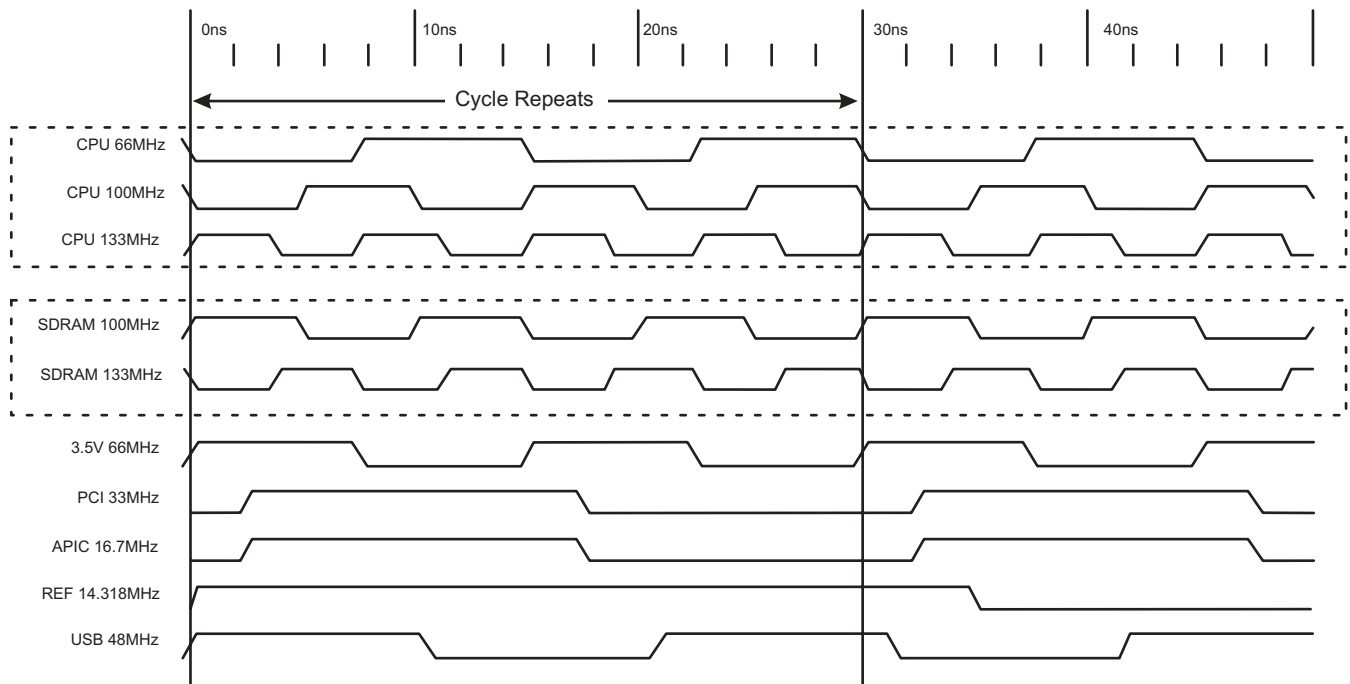 0ns 10ns 20ns 30ns 40ns
Cycle Repeats
CPU 66MHz
CPU 100MHz
CPU 133MHz
SDRAM 100MHz
SDRAM 133MHz
3.5V 66MHz
PCI 33MHz
APIC 16.7MHz
REF 14.318MHz
USB 48MHz